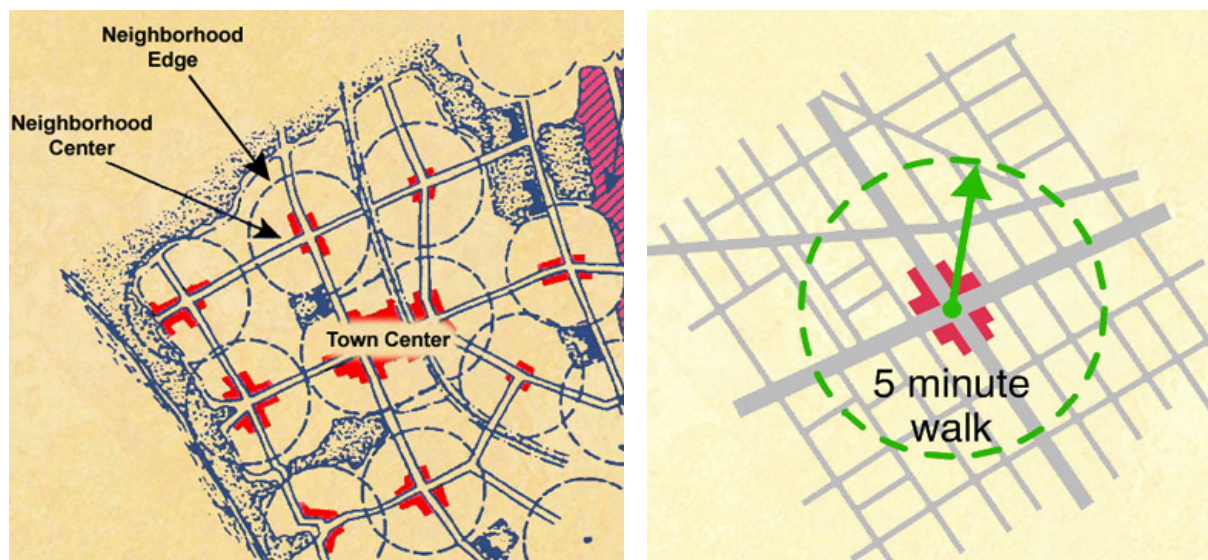 Neighborhood
Edge
Neighborhood
Center
Town Center
5 minute
walk